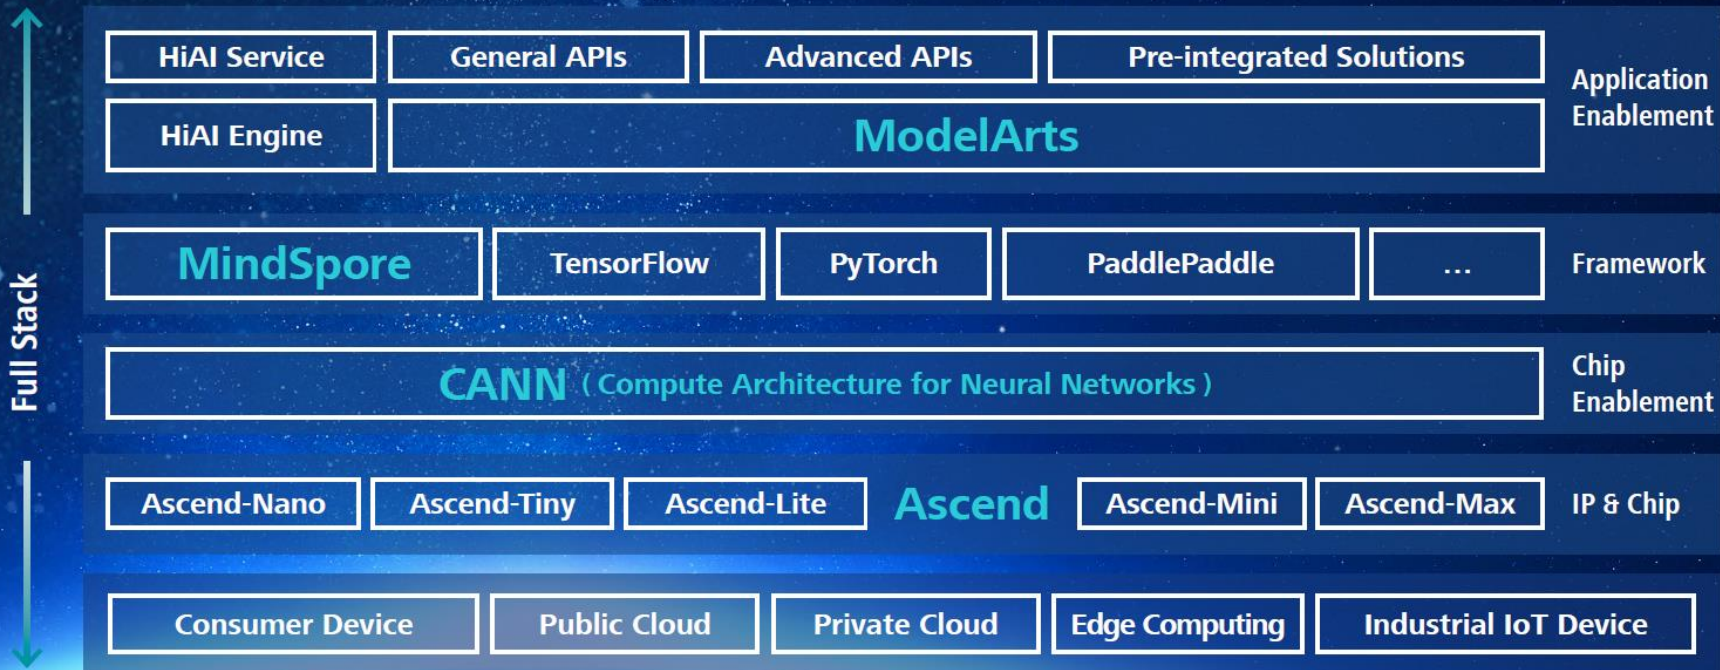 HiAI Service
General APIs
Advanced APIs
Pre-integrated Solutions
Application
Enablement
HiAI Engine
ModelArts
MindSpore
TensorFlow
PyTorch
PaddlePaddle
...
Framework
Full Stack
CANN ( Compute Architecture for Neural Networks )
Chip
Enablement
Ascend-Nano
Ascend-Tiny
Ascend-Lite
Ascend
Ascend-Mini
Ascend-Max
IP & Chip
Consumer Device
Public Cloud
Private Cloud
Edge Computing
Industrial IoT Device